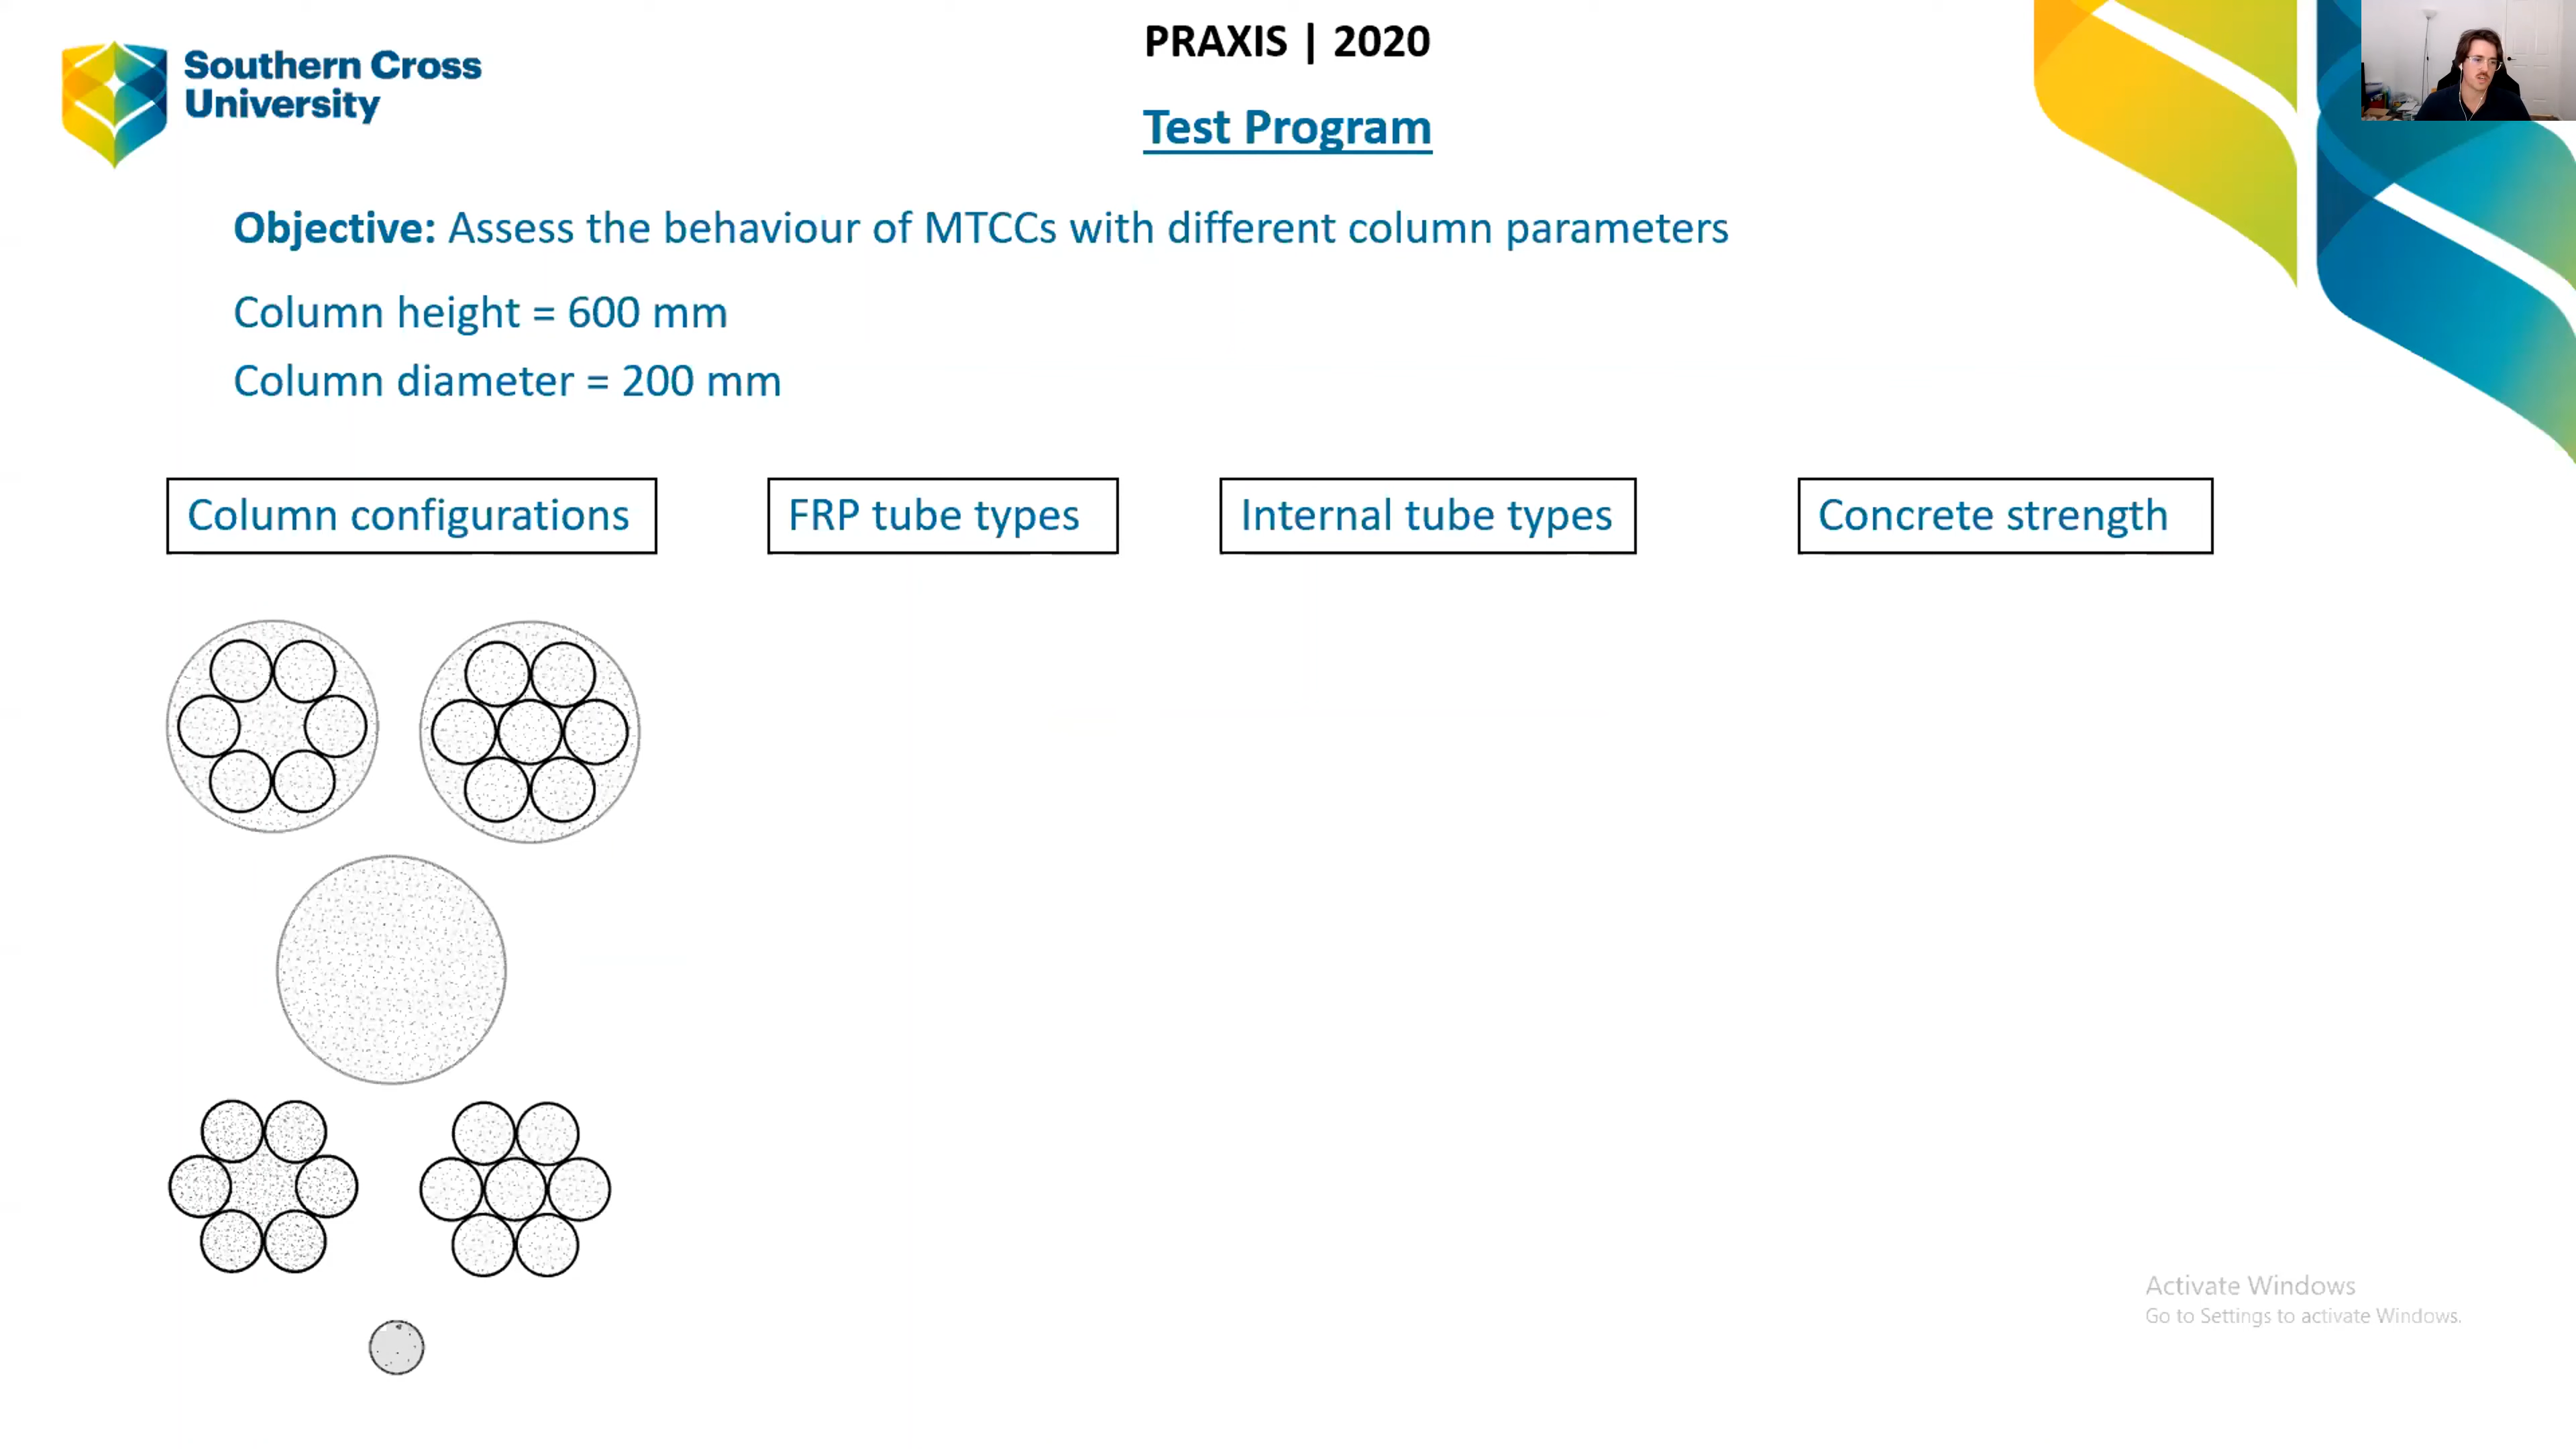 PRAXIS | 2020
Southern Cross
University
Test Program
Objective: Assess the behaviour of MTCCs with different column parameters
Column height = 600 mm
Column diameter = 200 mm
Column configurations
FRP tube types
Internal tube types
Concrete strength
Activate Windows
Go to Settings to activate Windows.